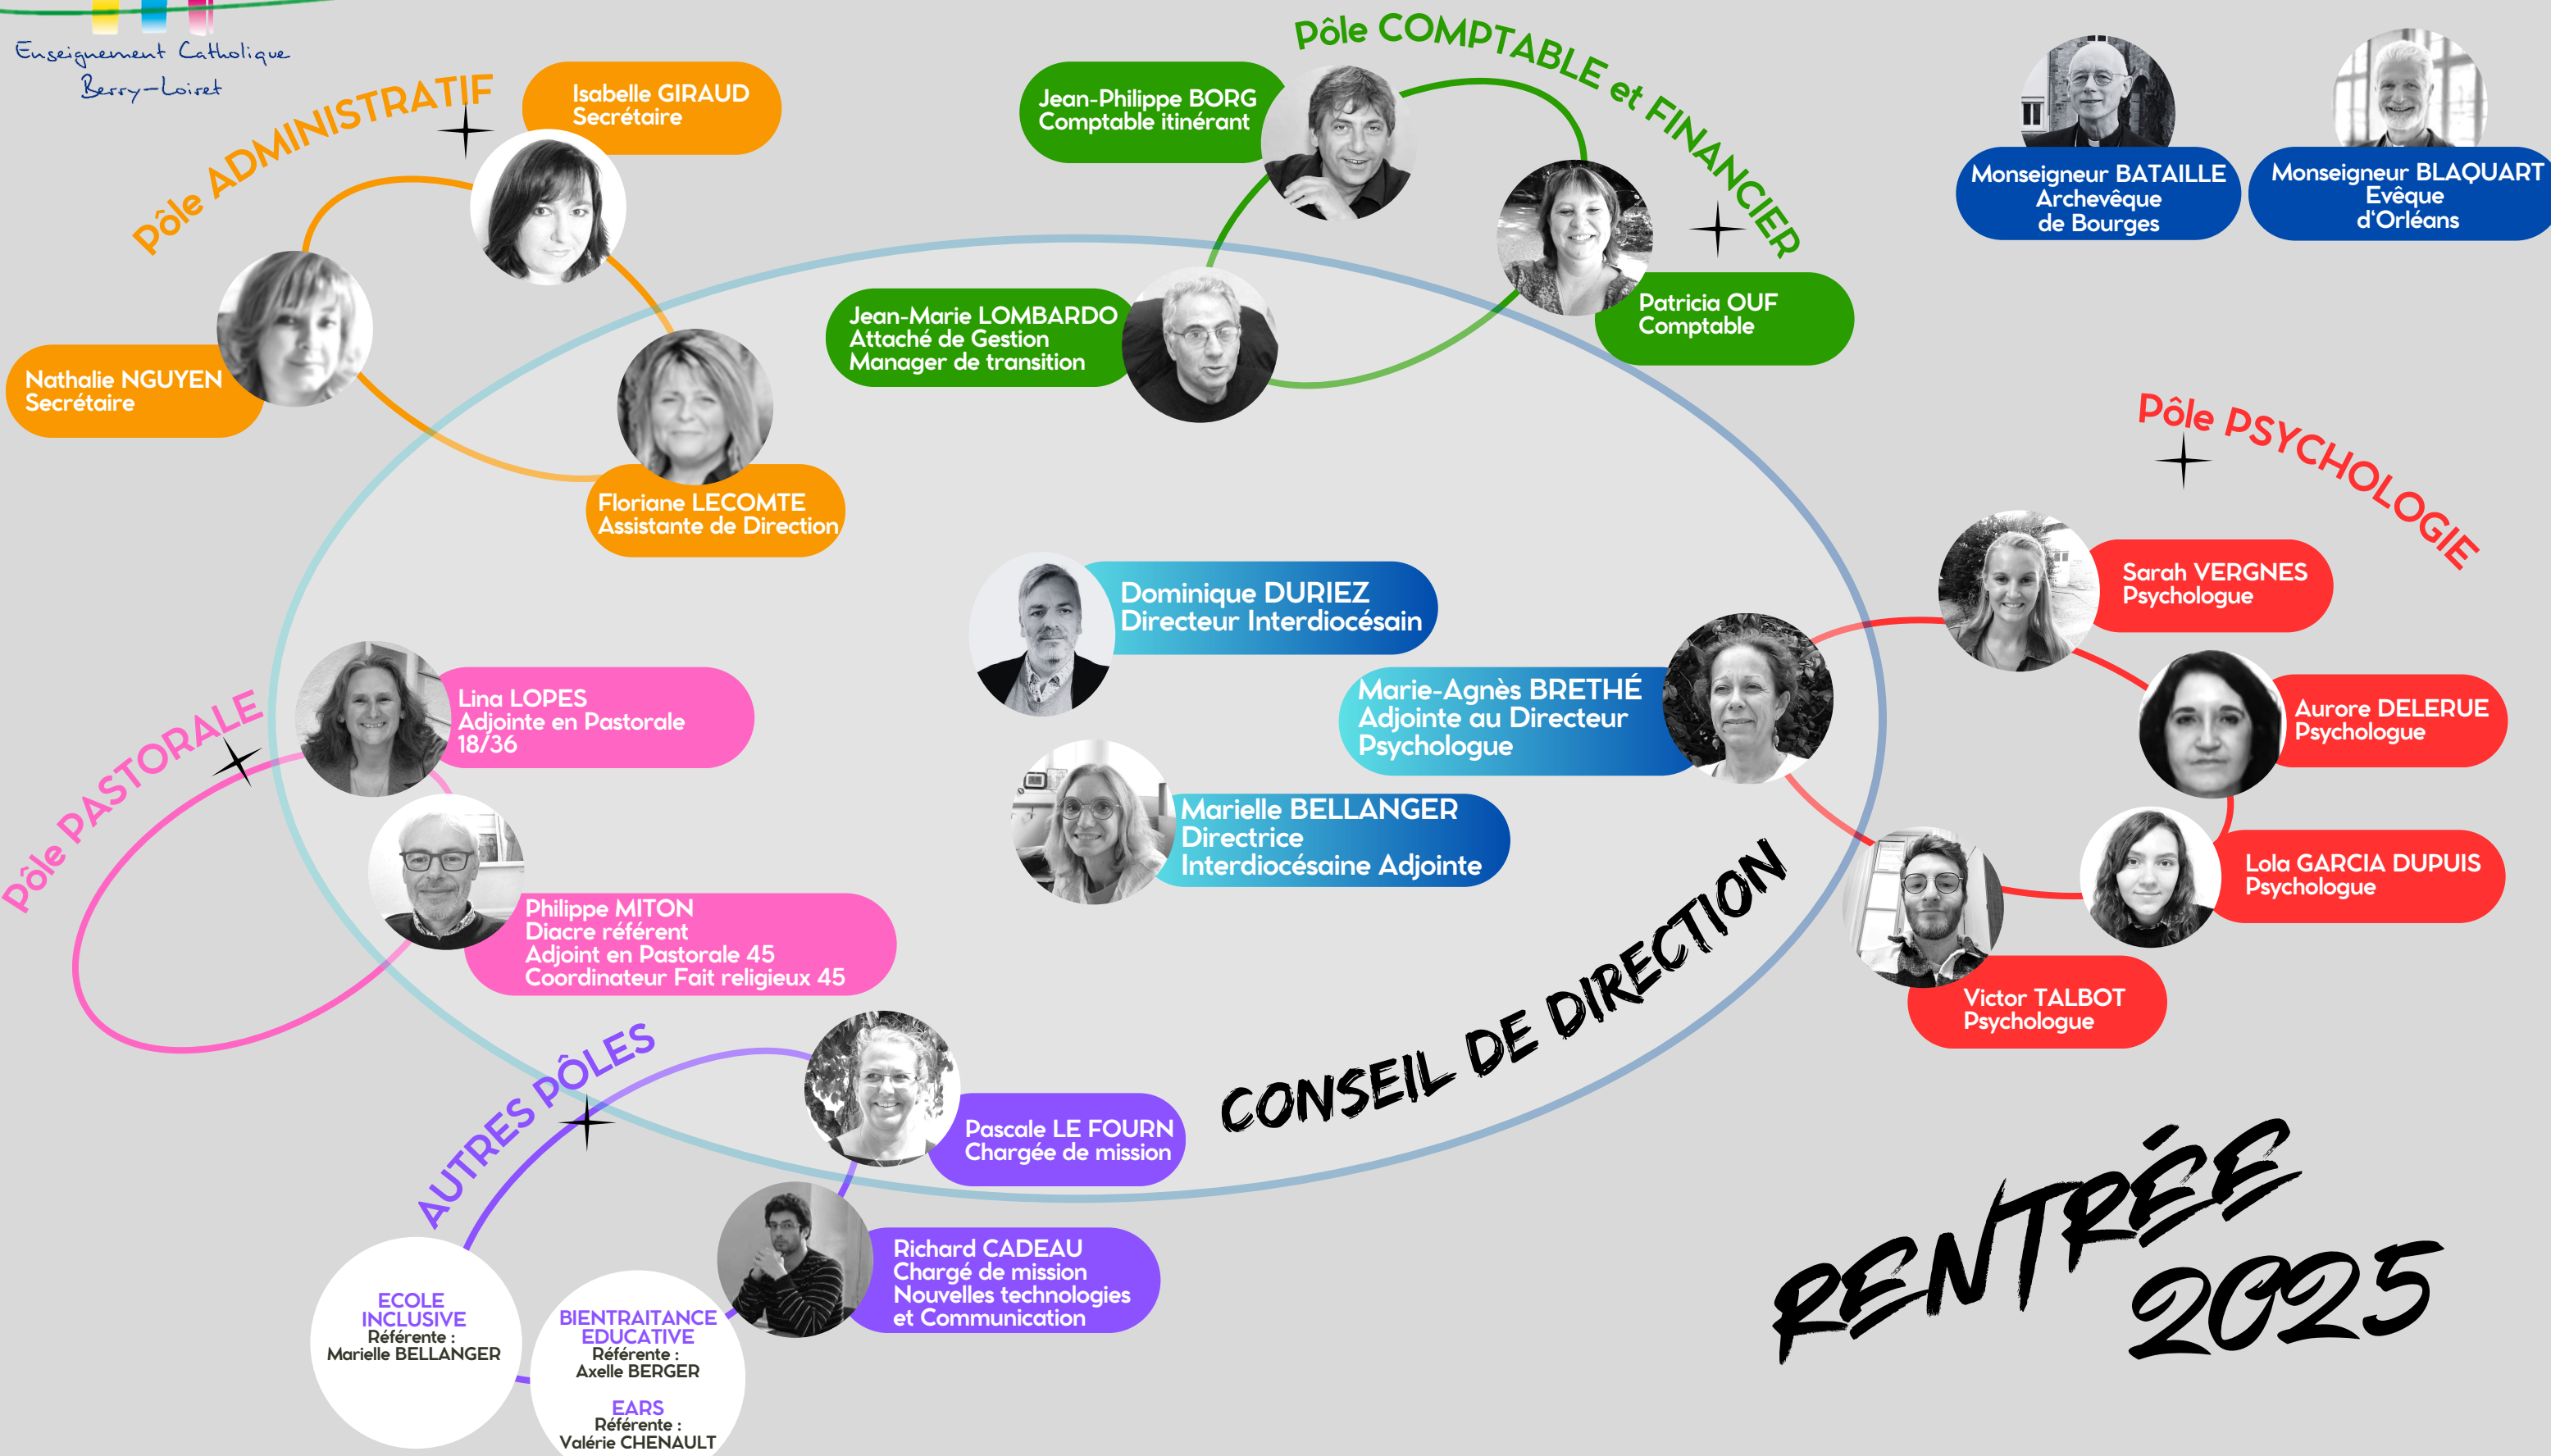 Enseignement Catholique
Berry-Loiret
Pôle ADMINISTRATIF
Isabelle GIRAUD
Secrétaire
Nathalie NGUYEN
Secrétaire
Floriane LECOMTE
Assistante de Direction
Pôle COMPTABLE et FINANCIER
Jean-Philippe BORG
Comptable itinérant
Jean-Marie LOMBARDO
Attaché de Gestion
Manager de transition
Patricia OUF
Comptable
Monseigneur BATAILLE
Archevêque
de Bourges
Monseigneur BLAQUART
Evêque
d'Orléans
Pôle PSYCHOLOGIE
Sarah VERGNES
Psychologue
Aurore DELERUE
Psychologue
Lola GARCIA DUPUIS
Psychologue
Victor TALBOT
Psychologue
Dominique DURIEZ
Directeur Interdiocésain
Marie-Agnès BRETHÉ
Adjointe au Directeur
Psychologue
Marielle BELLANGER
Directrice
Interdiocésaine Adjointe
CONSEIL DE DIRECTION
Pôle PASTORALE
Lina LOPES
Adjointe en Pastorale
18/36
Philippe MITON
Diacre référent
Adjoint en Pastorale 45
Coordinateur Fait religieux 45
AUTRES PÔLES
Pascale LE FOURN
Chargée de mission
Richard CADEAU
Chargé de mission
Nouvelles technologies
et Communication
ECOLE
INCLUSIVE
Référente :
Marielle BELLANGER
BIENTRAITANCE
EDUCATIVE
Référente :
Axelle BERGER
EARS
Référente :
Valérie CHENAULT
RENTRÉE
2025